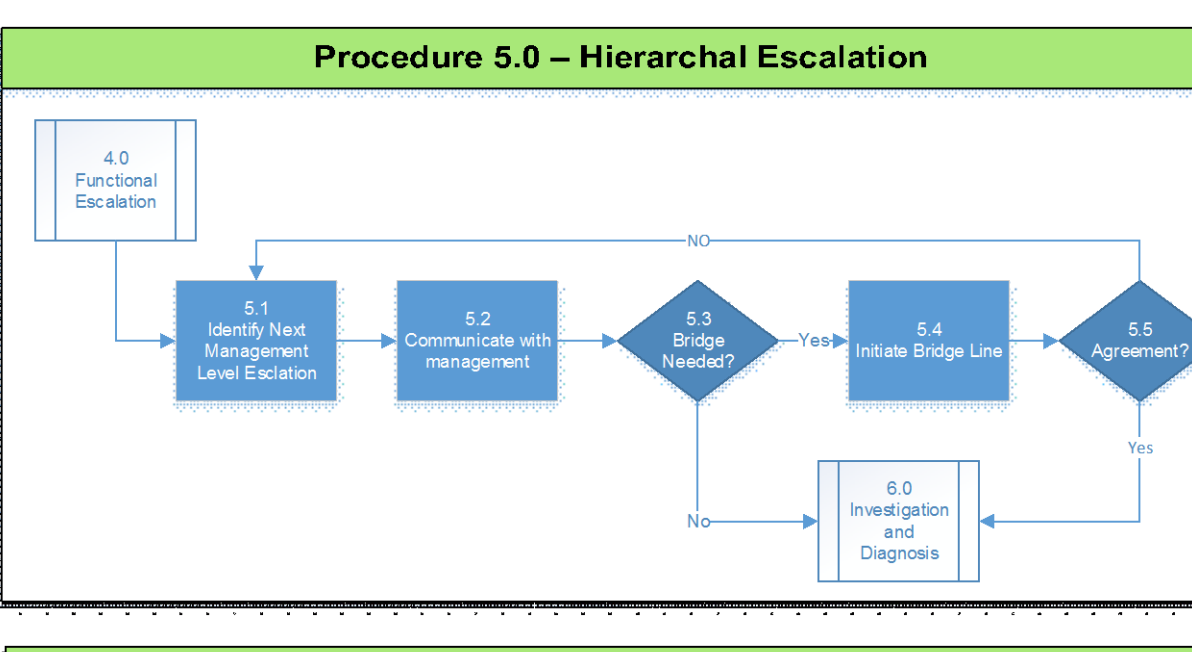 Procedure 5.0 – Hierarchal Escalation
4.0
Functional
Escalation
NO
5.1
Identify Next
Management
Level Esclation
5.2
Communicate with
management
5.3
Bridge
Needed?
Yes
5.4
Initiate Bridge Line
5.5
Agreement?
Yes
No
6.0
Investigation
and
Diagnosis